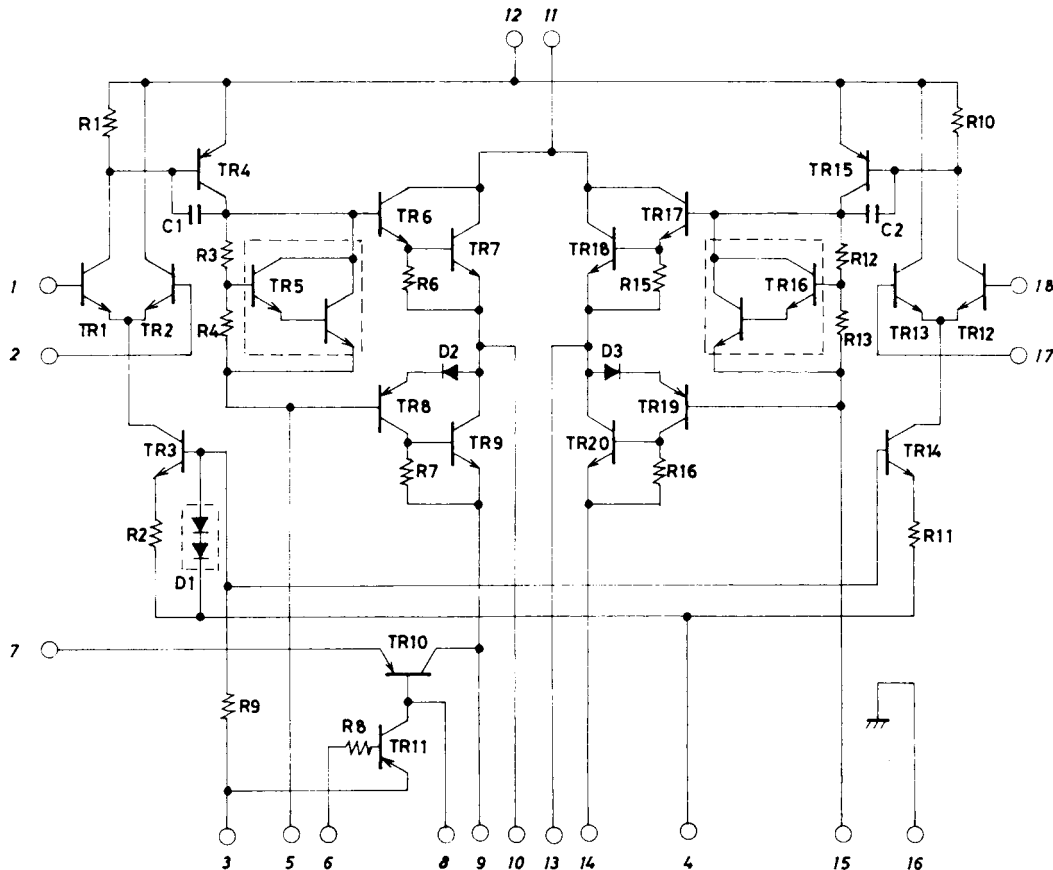 12 11
R1 R10
TR4 TR15
C1 TR6 TR17 C2
R3 TR7 TR18 R12
TR5 R6 R15 TR16
1 18
TR1 TR2 R4 R13 TR13 TR12
2 D2 D3 17
TR8 TR19
TR3 TR9 TR20 TR14
R7 R16
R2 R11
D1
7 TR10
R9 R8 TR11
3 5 6 8 9 10 13 14 4 15 16